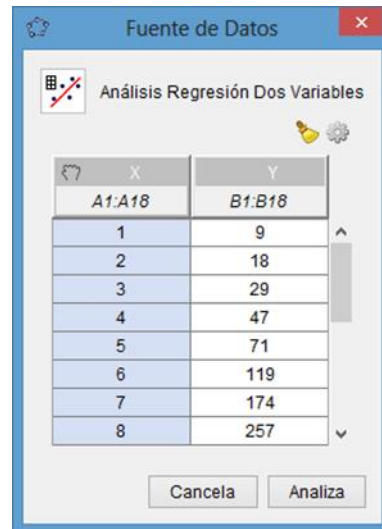 Fuente de Datos
Análisis Regresión Dos Variables
X Y
A1:A18 B1:B18
1 9
2 18
3 29
4 47
5 71
6 119
7 174
8 257
Cancela Analiza